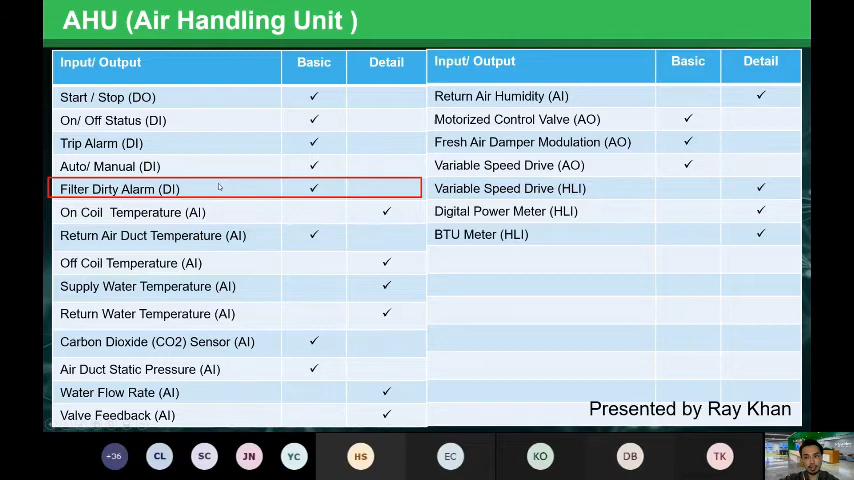 AHU (Air Handling Unit )
Input/ Output Basic Detail
Start / Stop (DO) ✓
On/ Off Status (DI) ✓
Trip Alarm (DI) ✓
Auto/ Manual (DI) ✓
Filter Dirty Alarm (DI) ✓
On Coil Temperature (AI) ✓
Return Air Duct Temperature (AI) ✓
Off Coil Temperature (AI) ✓
Supply Water Temperature (AI) ✓
Return Water Temperature (AI) ✓
Carbon Dioxide (CO2) Sensor (AI) ✓
Air Duct Static Pressure (AI) ✓
Water Flow Rate (AI) ✓
Valve Feedback (AI) ✓
Input/ Output Basic Detail
Return Air Humidity (AI) ✓
Motorized Control Valve (AO) ✓
Fresh Air Damper Modulation (AO) ✓
Variable Speed Drive (AO) ✓
Variable Speed Drive (HLI) ✓
Digital Power Meter (HLI) ✓
BTU Meter (HLI) ✓
Presented by Ray Khan
+36 CL SC JN YC HS EC KO DB TK